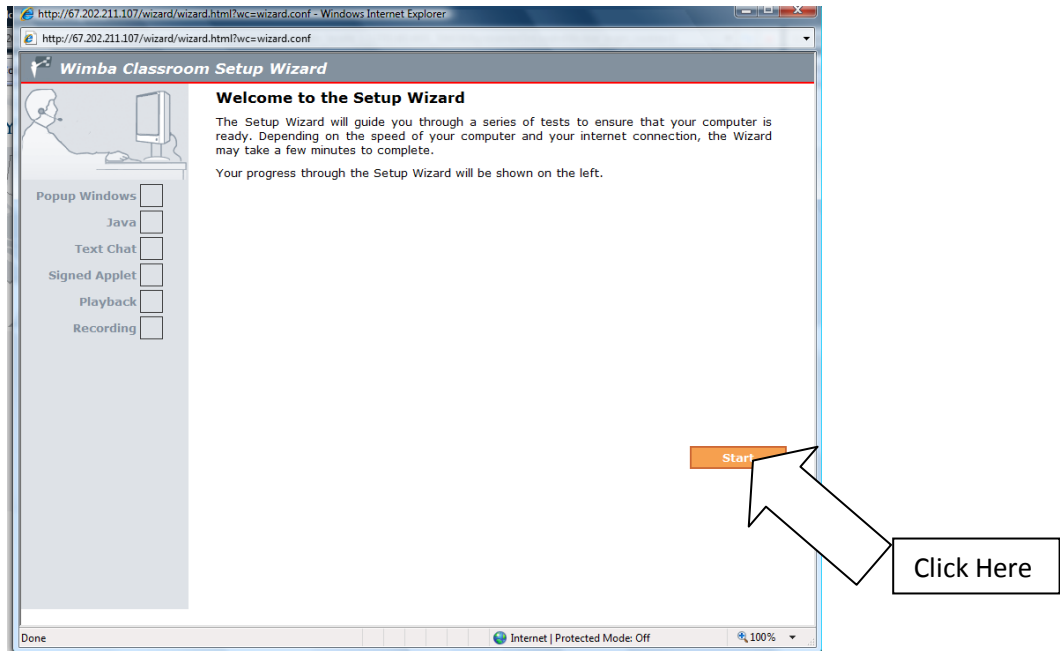 http://67.202.211.107/wizard/wizard.html?wc=wizard.conf - Windows Internet Explorer
http://67.202.211.107/wizard/wizard.html?wc=wizard.conf
Wimba Classroom Setup Wizard
Welcome to the Setup Wizard
The Setup Wizard will guide you through a series of tests to ensure that your computer is
ready. Depending on the speed of your computer and your internet connection, the Wizard
may take a few minutes to complete.
Your progress through the Setup Wizard will be shown on the left.
Popup Windows
Java
Text Chat
Signed Applet
Playback
Recording
Start
Click Here
Done
Internet | Protected Mode: Off
100%